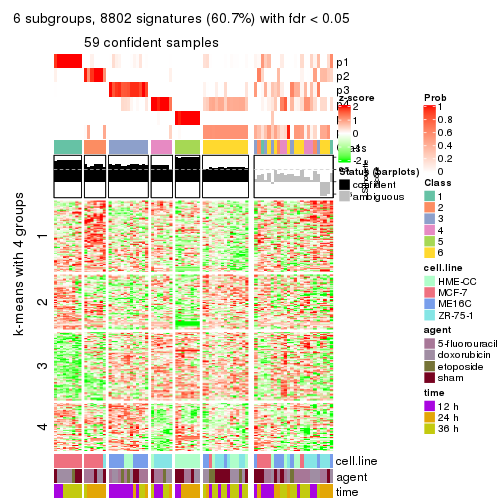 6 subgroups, 8802 signatures (60.7%) with fdr < 0.05
59 confident samples
p1
p2
p3
z-score
2
1
0
-1
-2
Status (barplots)
confident
ambiguous
k-means with 4 groups
1
2
3
4
cell.line
agent
time
Prob
1
0.8
0.6
0.4
0.2
0
Class
1
2
3
4
5
6
cell.line
HME-CC
MCF-7
ME16C
ZR-75-1
agent
5-fluorouracil
doxorubicin
etoposide
sham
time
12 h
24 h
36 h